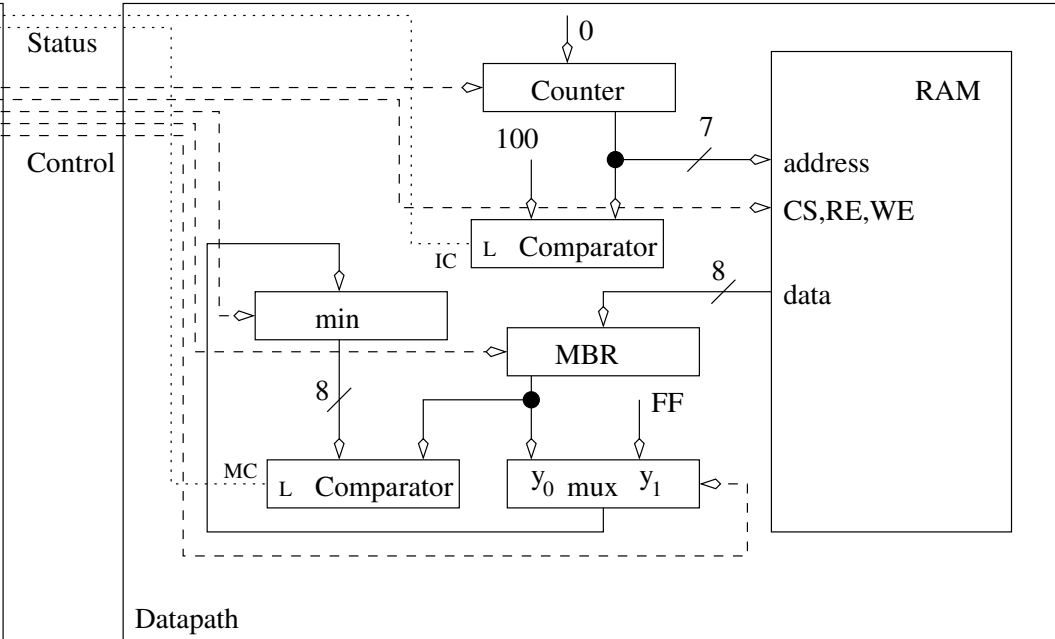 Status
0
Counter
RAM
100
7
Control
address
CS,RE,WE
L Comparator
IC
8
data
min
MBR
8
FF
MC
L Comparator
y0 mux y1
Datapath